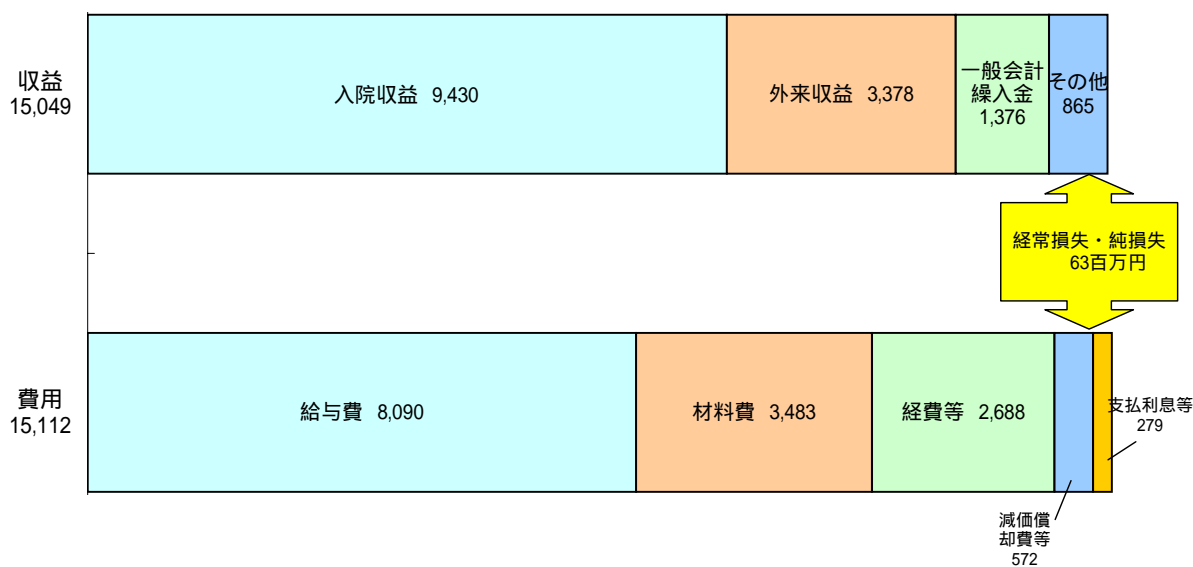 収益
15,049
入院収益 9,430
外来収益 3,378
一般会計
繰入金
1,376
その他
865
経常損失・純損失
63百万円
費用
15,112
給与費 8,090
材料費 3,483
経費等 2,688
支払利息等
279
減価償
却費等
572